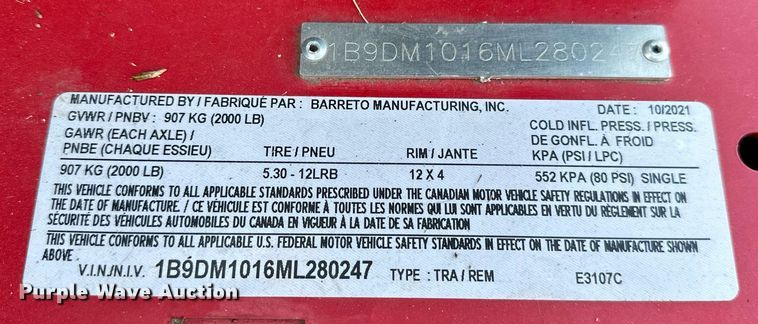 1B9DM1016ML280247
MANUFACTURED BY / FABRIQUÉ PAR : BARRETO MANUFACTURING, INC. DATE : 10/2021
GVWR / PNBV : 907 KG (2000 LB) COLD INFL. PRESS. / PRESS.
GAWR (EACH AXLE) / DE GONFL. À FROID
PNBE (CHAQUE ESSIEU) TIRE / PNEU RIM / JANTE KPA (PSI / LPC)
907 KG (2000 LB) 5.30 - 12LRB 12 X 4 552 KPA (80 PSI) SINGLE
THIS VEHICLE CONFORMS TO ALL APPLICABLE STANDARDS PRESCRIBED UNDER THE CANADIAN MOTOR VEHICLE SAFETY REGULATIONS IN EFFECT ON
THE DATE OF MANUFACTURE. / CE VÉHICULE EST CONFORME À TOUTES LES NORMES QUI LUI SONT APPLICABLES EN VERTU DU RÈGLEMENT SUR LA
SÉCURITÉ DES VÉHICULES AUTOMOBILES DU CANADA EN VIGUEUR À LA DATE DE SA FABRICATION
THIS VEHICLE CONFORMS TO ALL APPLICABLE U.S. FEDERAL MOTOR VEHICLE SAFETY STANDARDS IN EFFECT ON THE DATE OF MANUFACTURE SHOWN
ABOVE .
V.I.N./N.I.V. 1B9DM1016ML280247 TYPE : TRA / REM E3107C
Purple Wave Auction